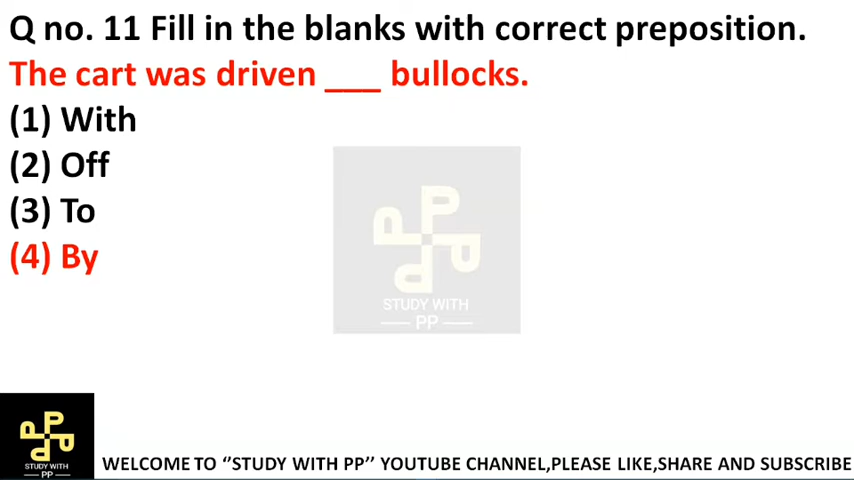 Q no. 11 Fill in the blanks with correct preposition.
The cart was driven ___ bullocks.
(1) With
(2) Off
(3) To
(4) By
PPPP
STUDY WITH
PP
PPPP
STUDY WITH
PP
WELCOME TO ‘’STUDY WITH PP’’ YOUTUBE CHANNEL,PLEASE LIKE,SHARE AND SUBSCRIBE